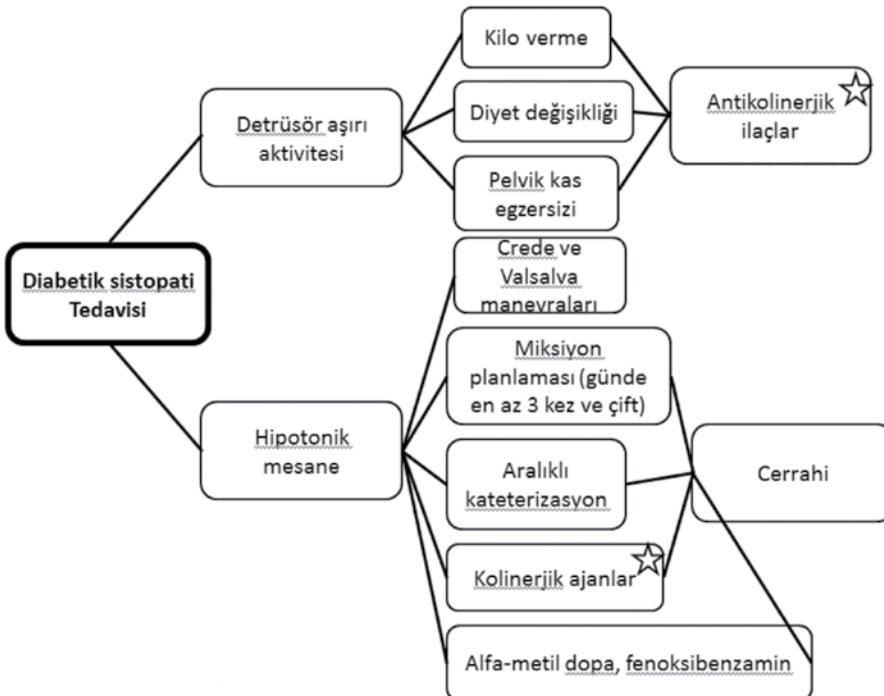 Diabetik sistopati
Tedavisi
Detrüsör aşırı
aktivitesi
Kilo verme
Diyet değişikliği
Pelvik kas
egzersizi
Antikolinerjik
ilaçlar
Hipotonik
mesane
Crede ve
Valsalva
manevraları
Miksiyon
planlaması (günde
en az 3 kez ve çift)
Aralıklı
kateterizasyon
Kolinerjik ajanlar
Alfa-metil dopa, fenoksibenzamin
Cerrahi